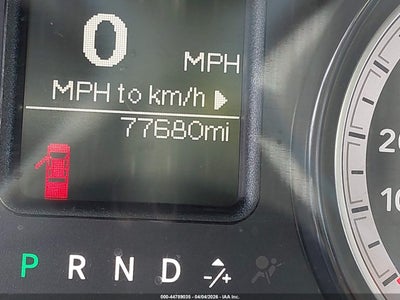 0 MPH
MPH to km/h
77680mi
P R N D -/+
20
10
000-44789035 - 04/04/2026 - IAA Inc.